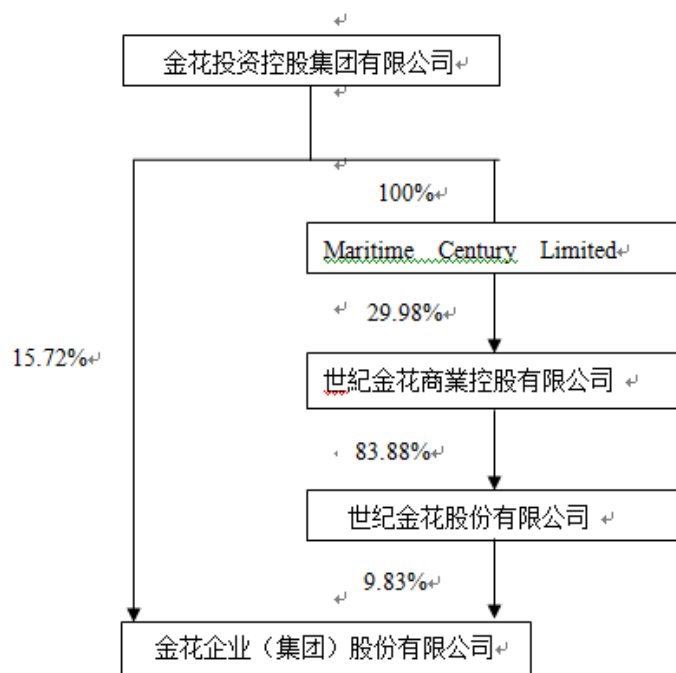 金花投资控股集团有限公司
100%
Maritime Century Limited
29.98%
15.72%
世紀金花商業控股有限公司
83.88%
世纪金花股份有限公司
9.83%
金花企业（集团）股份有限公司